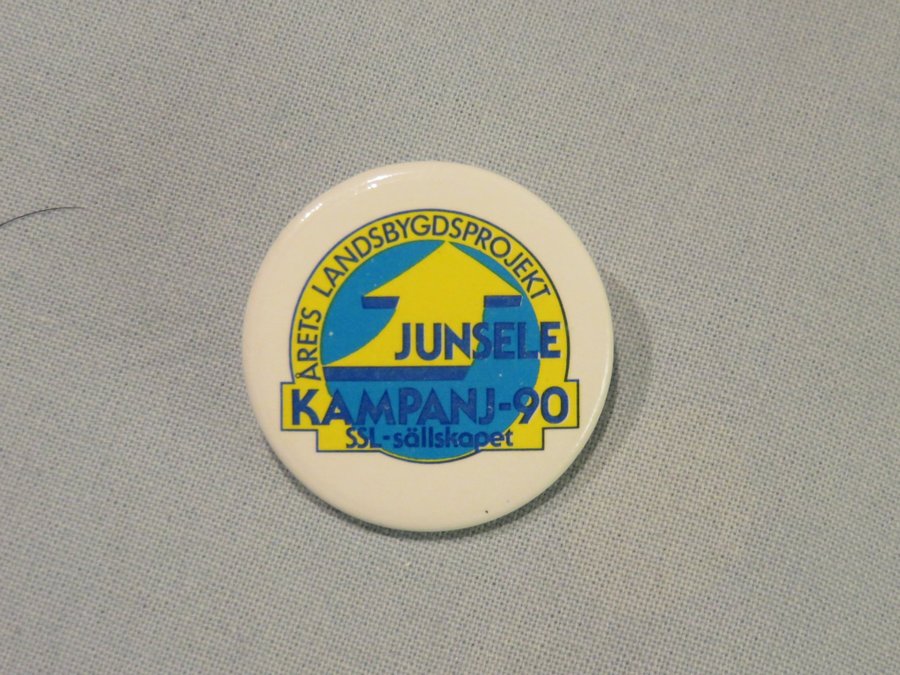 ÅRETS LANDSBYGDSPROJEKT
JUNSELE
KAMPANJ-90
SSL-sällskapet